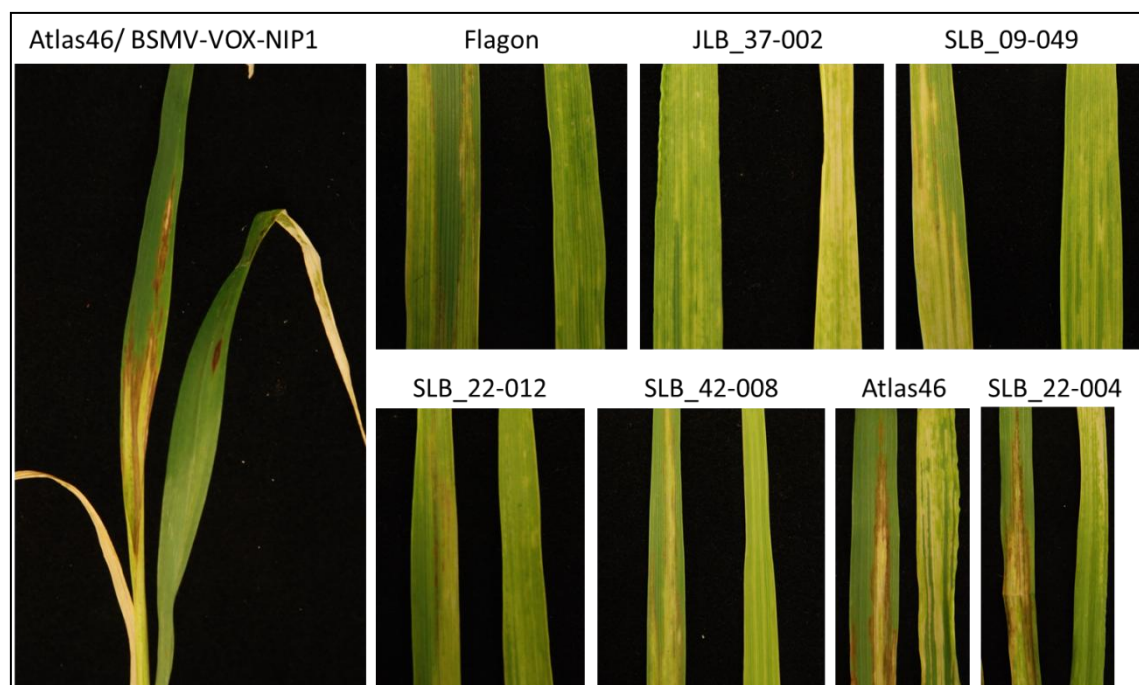 Atlas46/ BSMV-VOX-NIP1
Flagon
JLB_37-002
SLB_09-049
SLB_22-012
SLB_42-008
Atlas46
SLB_22-004